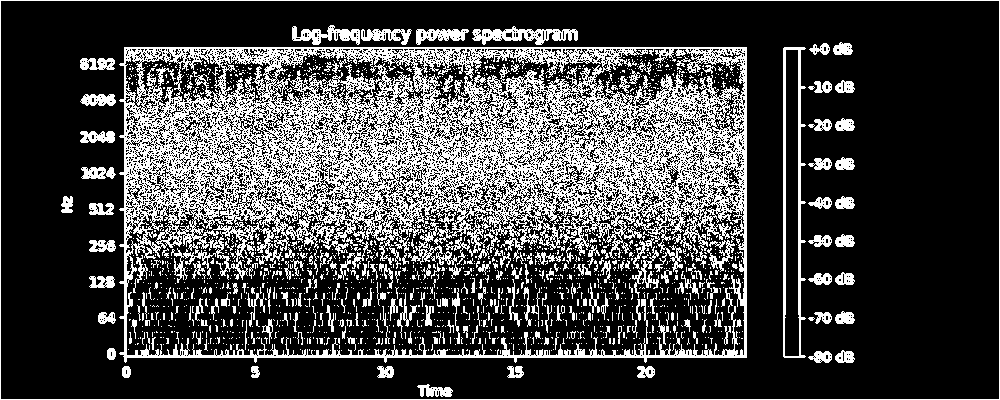 Log-frequency power spectrogram
8192
4096
2048
1024
512
256
128
64
0
Hz
0 5 10 15 20
Time
+0 dB
-10 dB
-20 dB
-30 dB
-40 dB
-50 dB
-60 dB
-70 dB
-80 dB